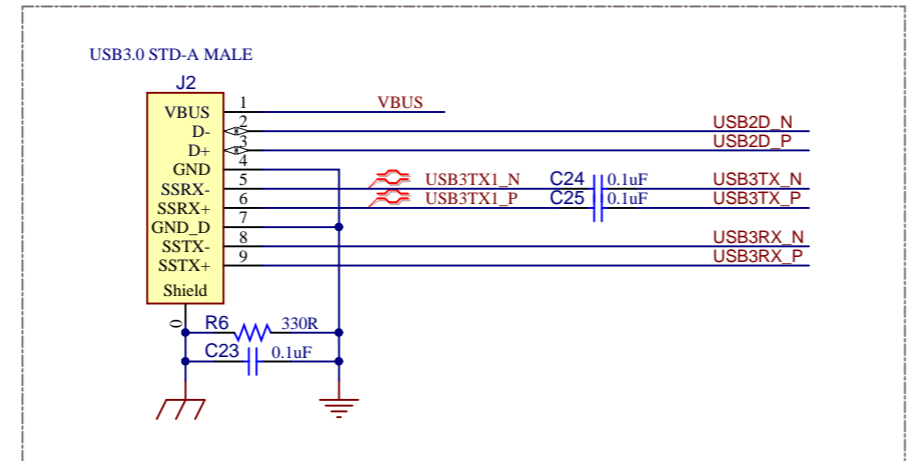 USB3.0 STD-A MALE
J2
VBUS 1 VBUS
D- 2 USB2D_N
D+ 3 USB2D_P
GND 4
SSRX- 5 USB3TX1_N C24 0.1uF USB3TX_N
SSRX+ 6 USB3TX1_P C25 0.1uF USB3TX_P
GND_D 7
SSTX- 8 USB3RX_N
SSTX+ 9 USB3RX_P
Shield
0 R6 330R
C23 0.1uF